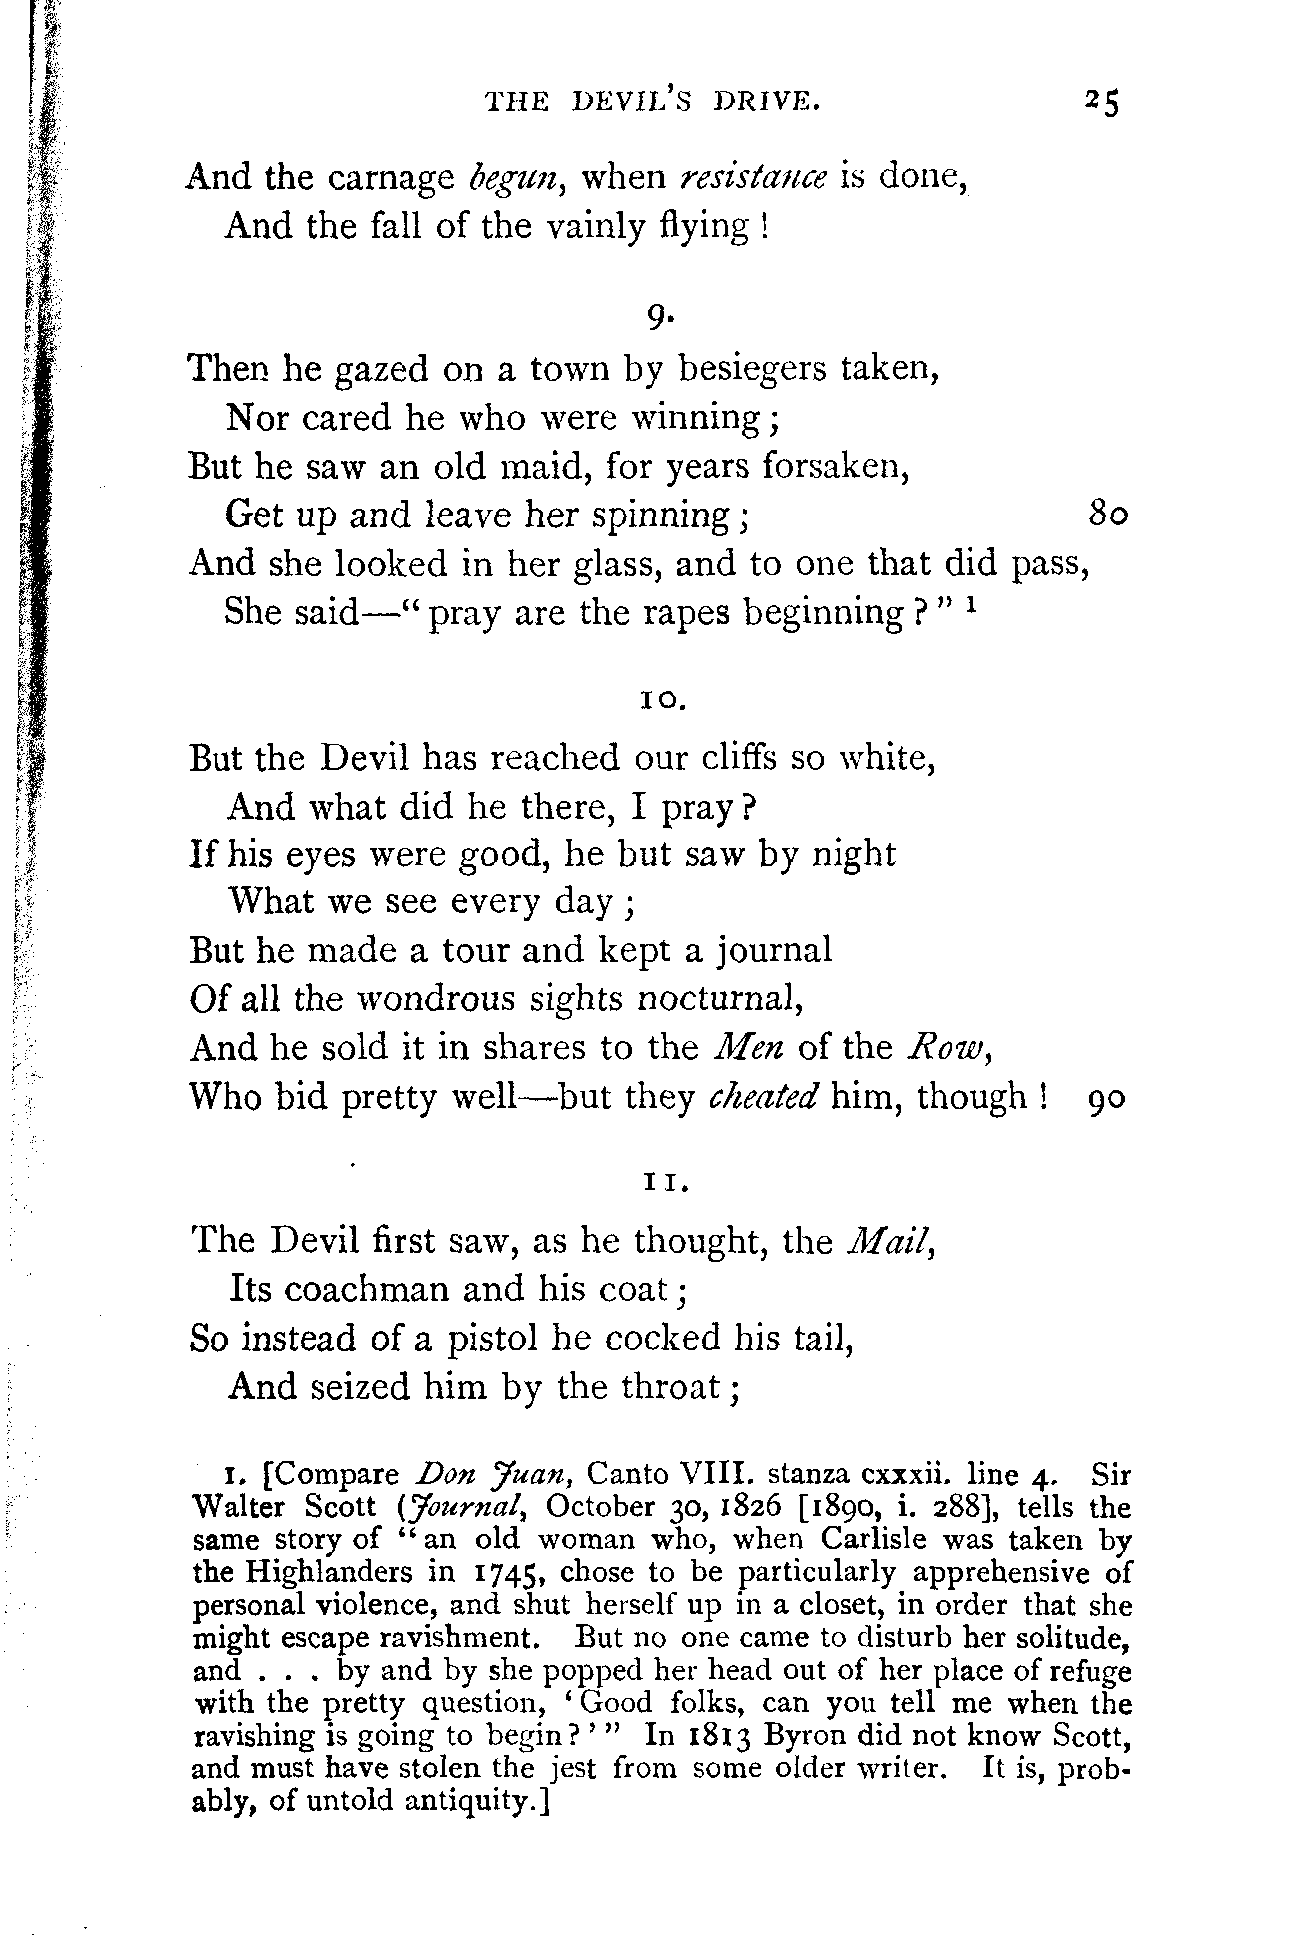 THE DEVIL'S DRIVE. 25
And the carnage begun, when resistance is done,
And the fall of the vainly flying !
9.
Then he gazed on a town by besiegers taken,
Nor cared he who were winning ;
But he saw an old maid, for years forsaken,
Get up and leave her spinning ; 80
And she looked in her glass, and to one that did pass,
She said—“ pray are the rapes beginning ? ” 1
10.
But the Devil has reached our cliffs so white,
And what did he there, I pray ?
If his eyes were good, he but saw by night
What we see every day ;
But he made a tour and kept a journal
Of all the wondrous sights nocturnal,
And he sold it in shares to the Men of the Row,
Who bid pretty well—but they cheated him, though ! 90
11.
The Devil first saw, as he thought, the Mail,
Its coachman and his coat ;
So instead of a pistol he cocked his tail,
And seized him by the throat ;
1. [Compare Don Juan, Canto VIII. stanza cxxxii. line 4. Sir
Walter Scott (Journal, October 30, 1826 [1890, i. 288], tells the
same story of “ an old woman who, when Carlisle was taken by
the Highlanders in 1745, chose to be particularly apprehensive of
personal violence, and shut herself up in a closet, in order that she
might escape ravishment. But no one came to disturb her solitude,
and . . . by and by she popped her head out of her place of refuge
with the pretty question, ‘ Good folks, can you tell me when the
ravishing is going to begin ? ’ ” In 1813 Byron did not know Scott,
and must have stolen the jest from some older writer. It is, prob-
ably, of untold antiquity.]